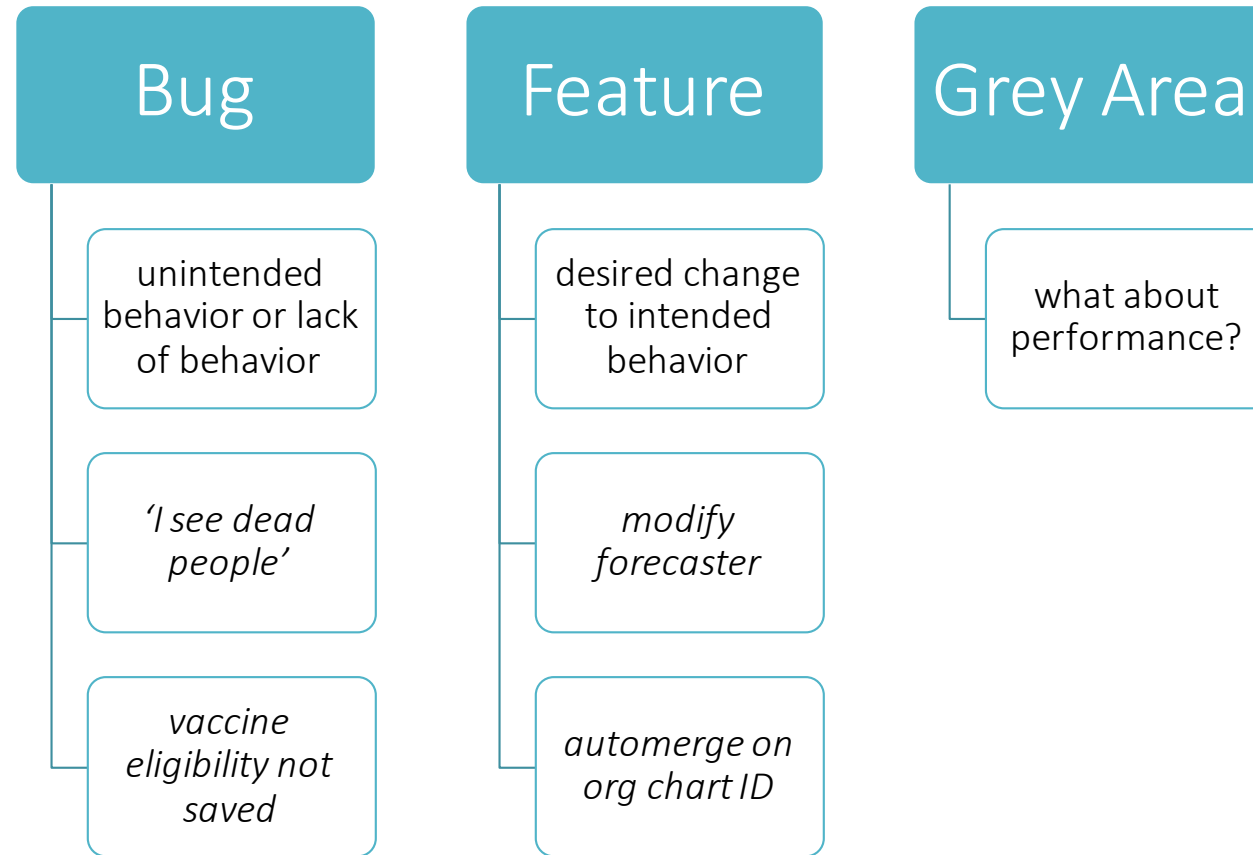 Bug
unintended
behavior or lack
of behavior
‘I see dead
people’
vaccine
eligibility not
saved
Feature
desired change
to intended
behavior
modify
forecaster
automerge on
org chart ID
Grey Area
what about
performance?